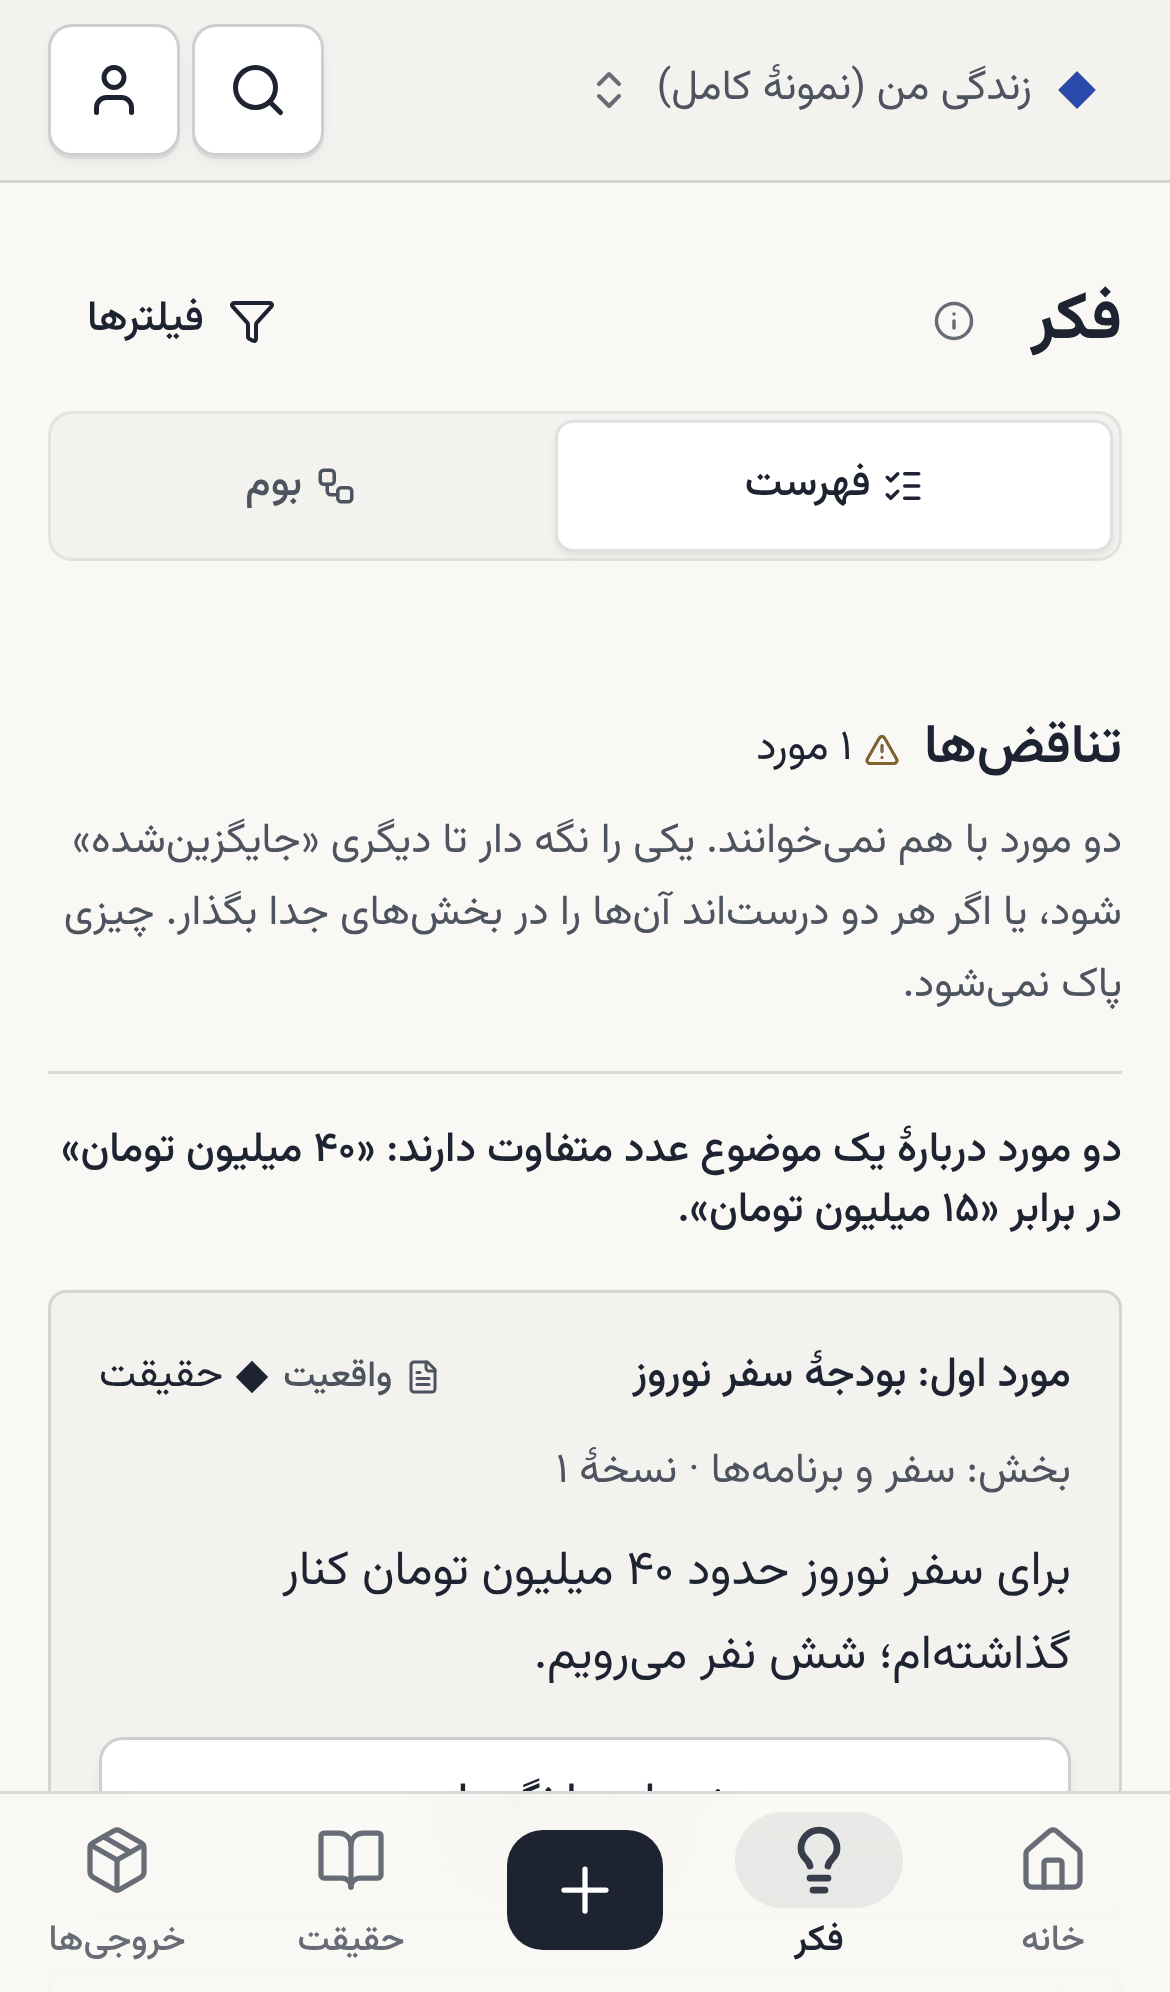 زندگی من (نمونهٔ کامل)
فکر
فیلترها
فهرست
بوم
تناقض‌ها
۱ مورد
دو مورد با هم نمی‌خوانند. یکی را نگه دار تا دیگری «جایگزین‌شده»
شود، یا اگر هر دو درست‌اند آن‌ها را در بخش‌های جدا بگذار. چیزی
پاک نمی‌شود.
دو مورد دربارهٔ یک موضوع عدد متفاوت دارند: «۴۰ میلیون تومان»
در برابر «۱۵ میلیون تومان».
مورد اول: بودجهٔ سفر نوروز
واقعیت
حقیقت
بخش: سفر و برنامه‌ها · نسخهٔ ۱
برای سفر نوروز حدود ۴۰ میلیون تومان کنار
گذاشته‌ام؛ شش نفر می‌رویم.
خانه
فکر
حقیقت
خروجی‌ها